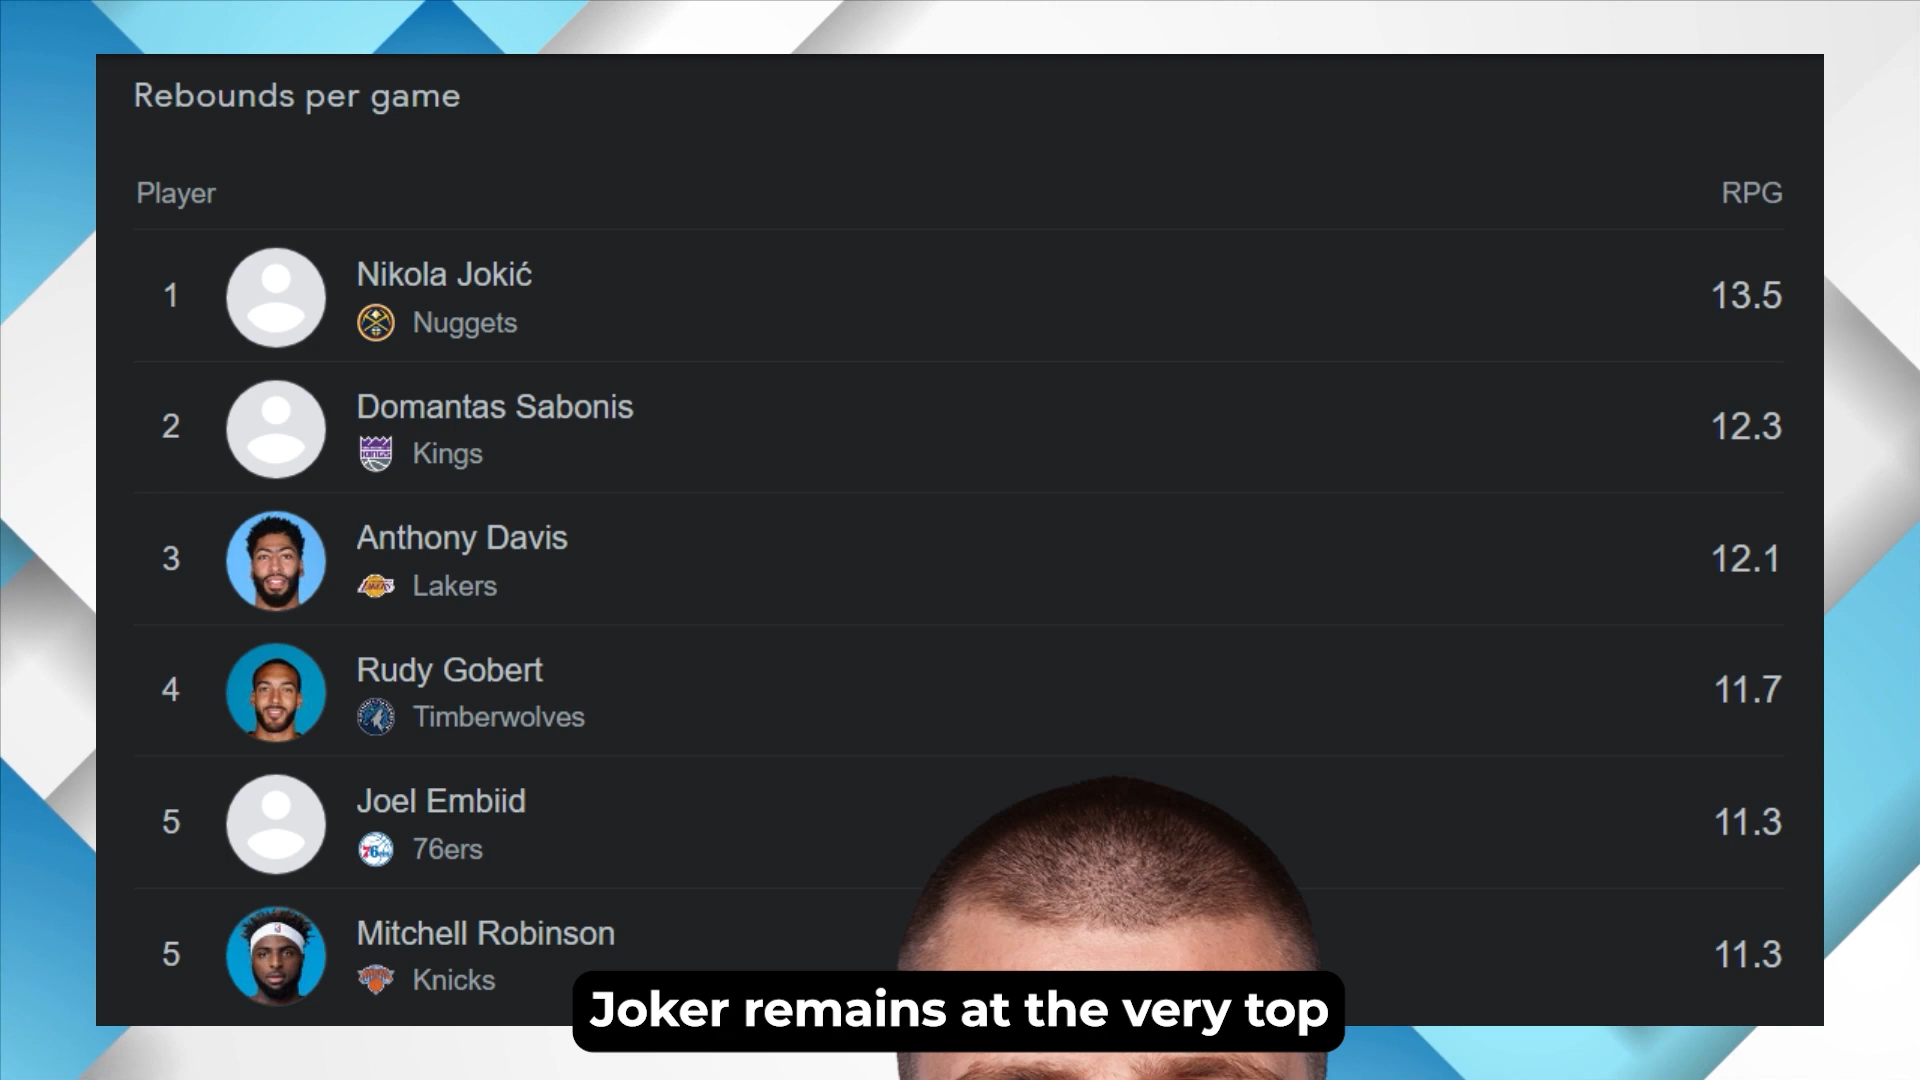 Rebounds per game
Player RPG
1 Nikola Jokić 13.5
Nuggets
2 Domantas Sabonis 12.3
KINGS Kings
3 Anthony Davis 12.1
LAKERS Lakers
4 Rudy Gobert 11.7
Timberwolves
5 Joel Embiid 11.3
76ers
5 Mitchell Robinson 11.3
Knicks
Joker remains at the very top